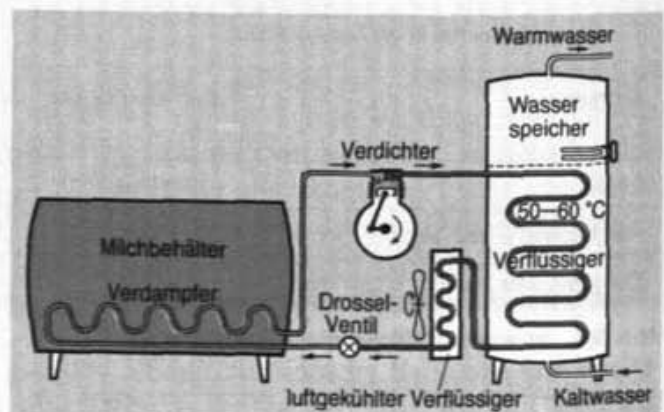 Warmwasser
Wasser
speicher
Verdichter
50—60 °C
Milchbehälter
Verflüssiger
Verdampfer
Drossel-
Ventil
luftgekühlter Verflüssiger
Kaltwasser